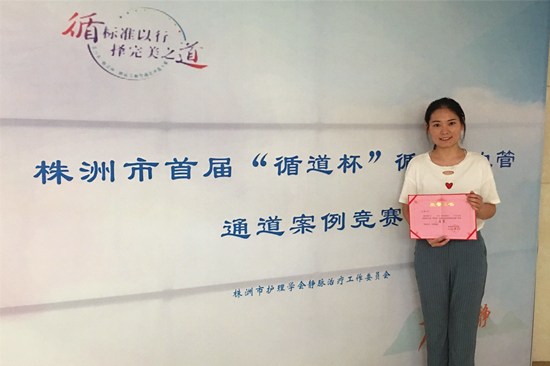 循 标准以行
择完美之道
株洲市首届“循道杯”循 管
通道案例竞赛
株洲市护理学会静脉治疗工作委员会